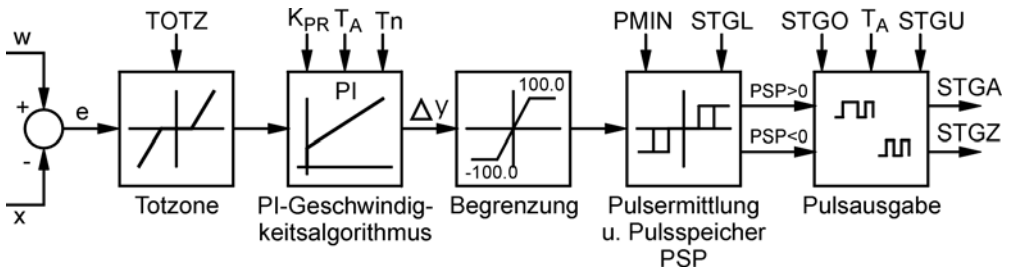 TOTZ
K_PR T_A Tn
PMIN STGL
STGO T_A STGU
w
+
e
-
x
PI
Δy
100.0
-100.0
PSP>0
PSP<0
STGA
STGZ
Totzone
PI-Geschwindig-
keitsalgorithmus
Begrenzung
Pulsermittlung
u. Pulsspeicher
PSP
Pulsausgabe